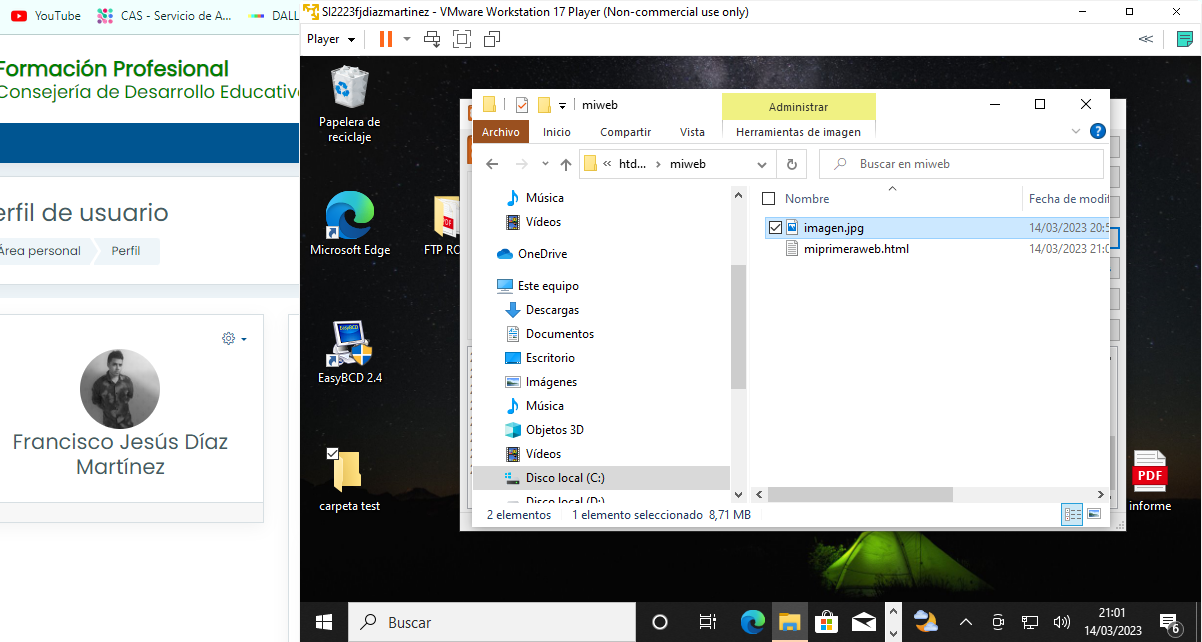 YouTube
CAS - Servicio de A...
DALL
Formación Profesional
Consejería de Desarrollo Educativo
erfil de usuario
Área personal
Perfil
Francisco Jesús Díaz
Martínez
SI2223fjdiazmartinez - VMware Workstation 17 Player (Non-commercial use only)
Player
Papelera de
reciclaje
Microsoft Edge
FTP RO
EasyBCD 2.4
carpeta test
PDF
informe
miweb
Administrar
Archivo
Inicio
Compartir
Vista
Herramientas de imagen
htd...
miweb
Buscar en miweb
Música
Vídeos
OneDrive
Este equipo
Descargas
Documentos
Escritorio
Imágenes
Música
Objetos 3D
Vídeos
Disco local (C:)
Disco local (D:)
Nombre
Fecha de modif
imagen.jpg
14/03/2023 20:5
miprimeraweb.html
14/03/2023 21:0
2 elementos
1 elemento seleccionado 8,71 MB
Buscar
21:01
14/03/2023
6